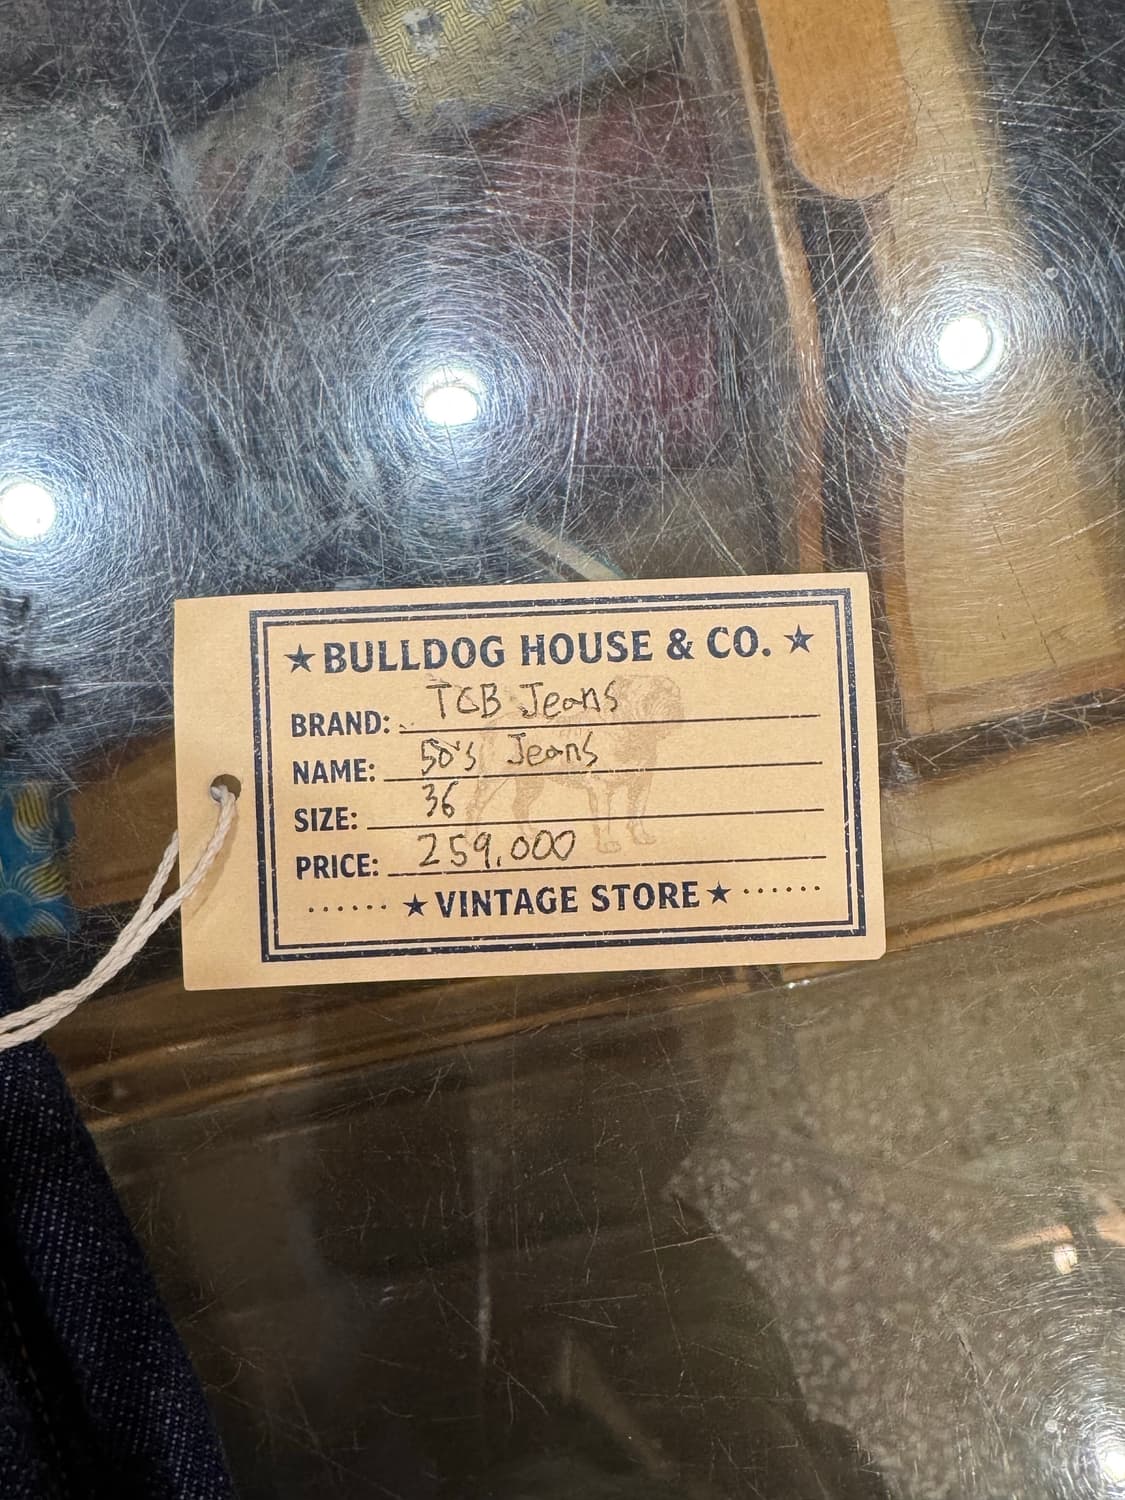 ★ BULLDOG HOUSE & CO. ★
BRAND: TCB Jeans
NAME: 50's Jeans
SIZE: 36
PRICE: 259,000
...... ★ VINTAGE STORE ★ ......